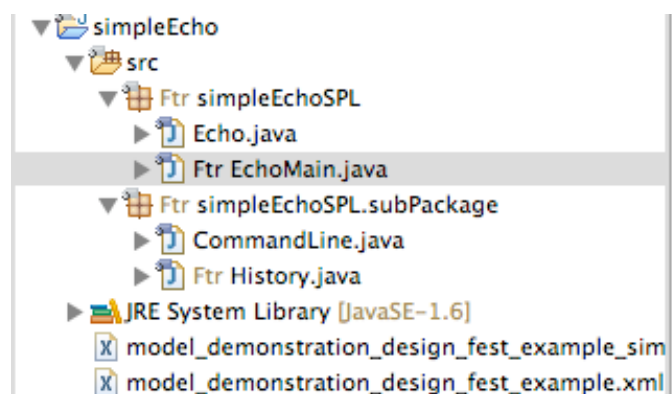 simpleEcho
src
Ftr simpleEchoSPL
Echo.java
Ftr EchoMain.java
Ftr simpleEchoSPL.subPackage
CommandLine.java
Ftr History.java
JRE System Library [JavaSE-1.6]
model_demonstration_design_fest_example_sim
model_demonstration_design_fest_example.xml